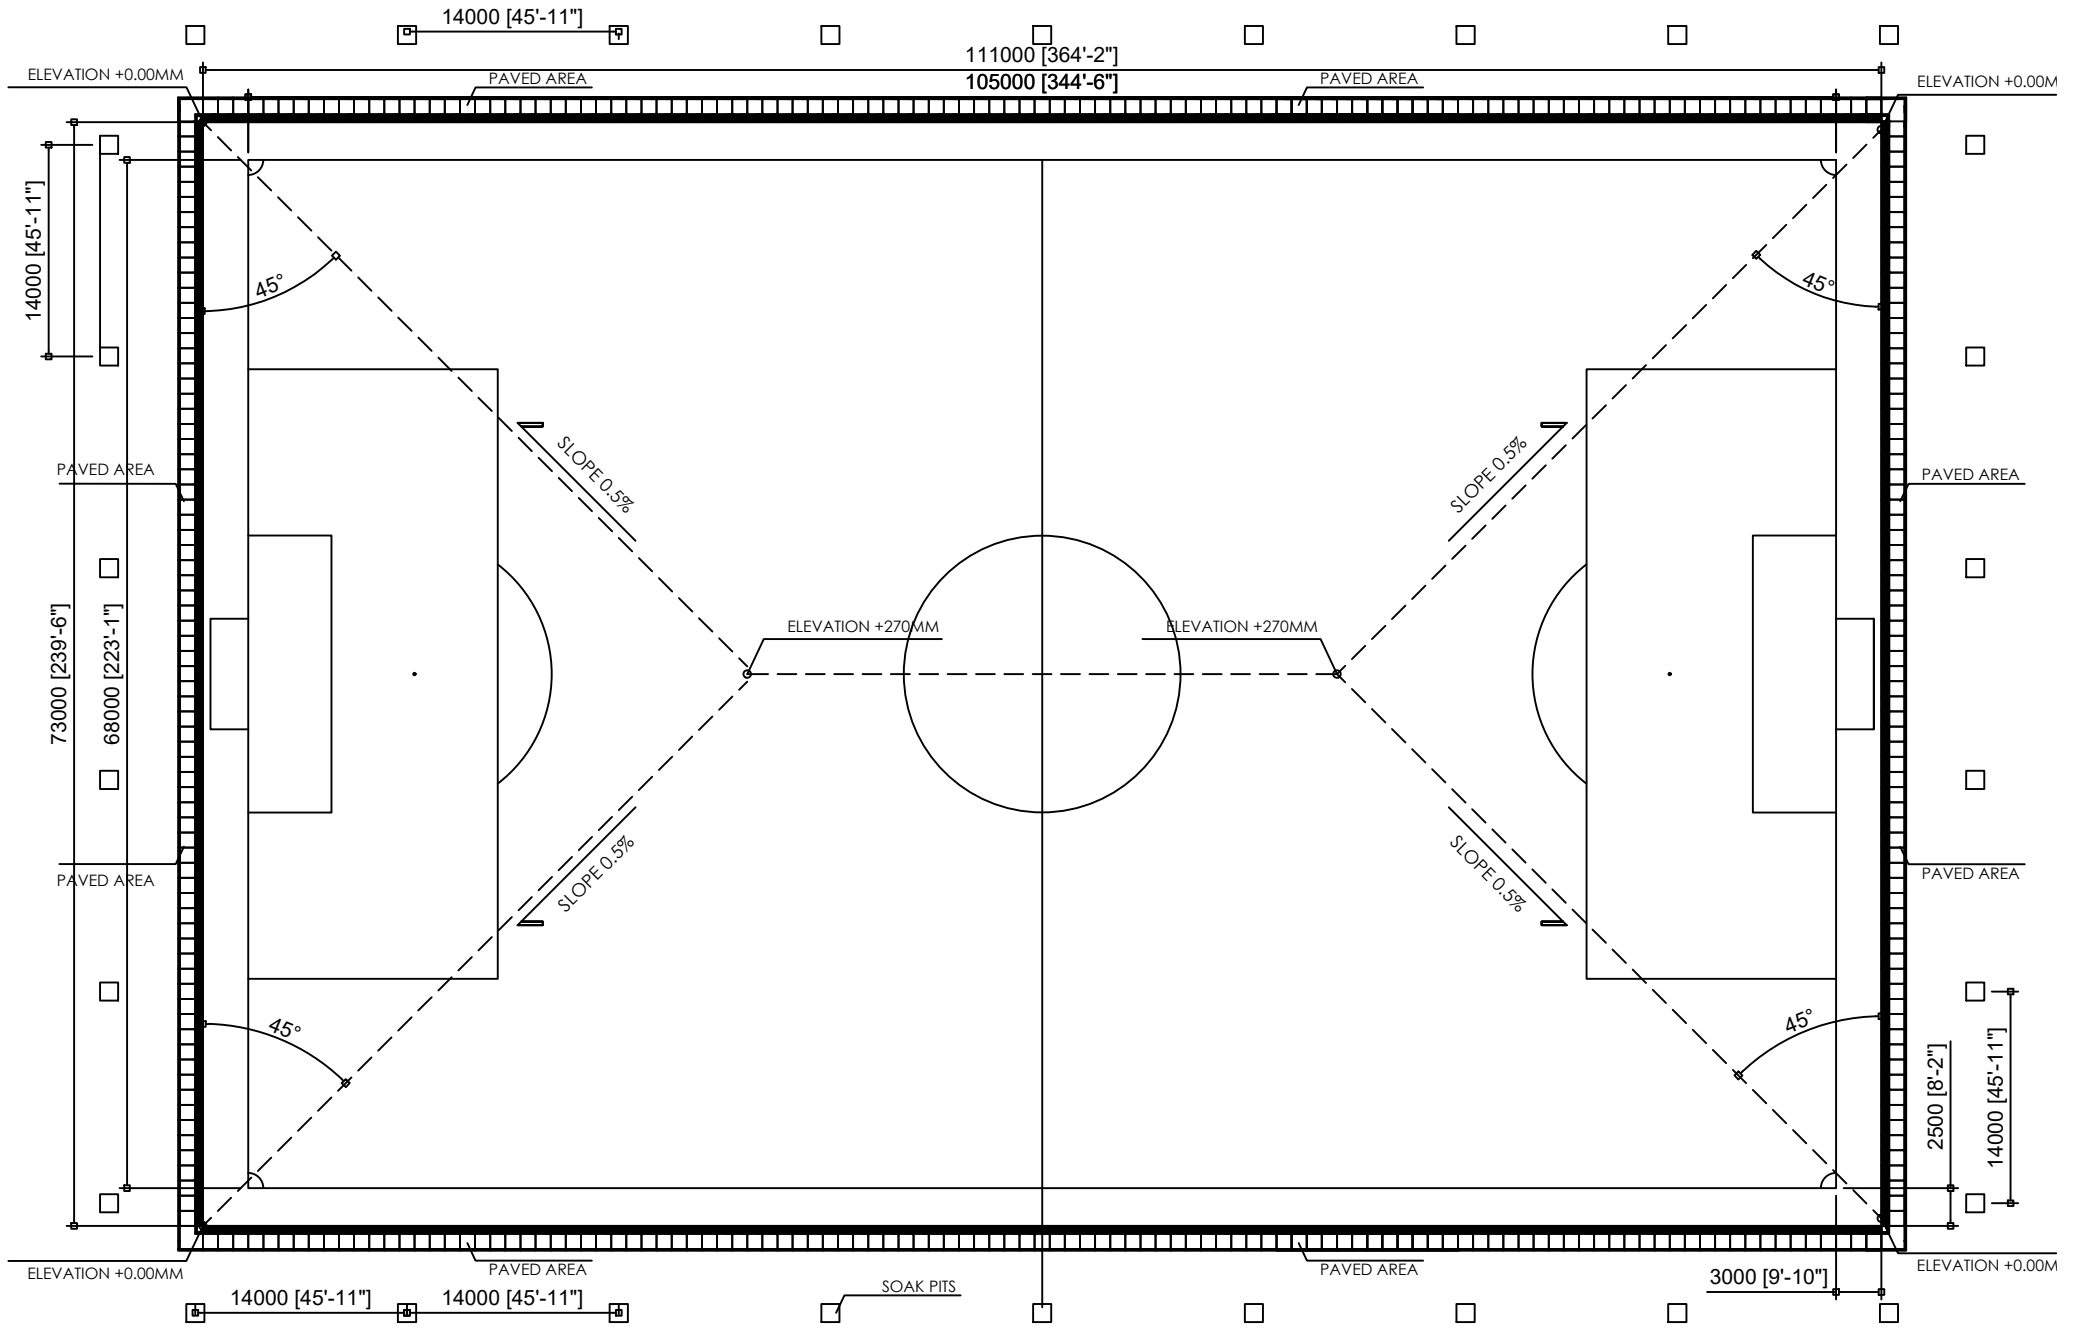 14000 [45'-11"]
111000 [364'-2"]
ELEVATION +0.00MM
PAVED AREA
105000 [344'-6"]
PAVED AREA
ELEVATION +0.00M
14000 [45'-11"]
45°
45°
SLOPE 0.5%
SLOPE 0.5%
PAVED AREA
PAVED AREA
73000 [239'-6"]
68000 [223'-1"]
ELEVATION +270MM
ELEVATION +270MM
SLOPE 0.5%
SLOPE 0.5%
PAVED AREA
PAVED AREA
45°
45°
2500 [8'-2"]
14000 [45'-11"]
ELEVATION +0.00MM
PAVED AREA
PAVED AREA
ELEVATION +0.00M
14000 [45'-11"]
14000 [45'-11"]
SOAK PITS
3000 [9'-10"]